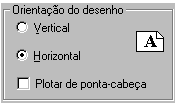 Orientação do desenho
Vertical
Horizontal
A
Plotar de ponta-cabeça